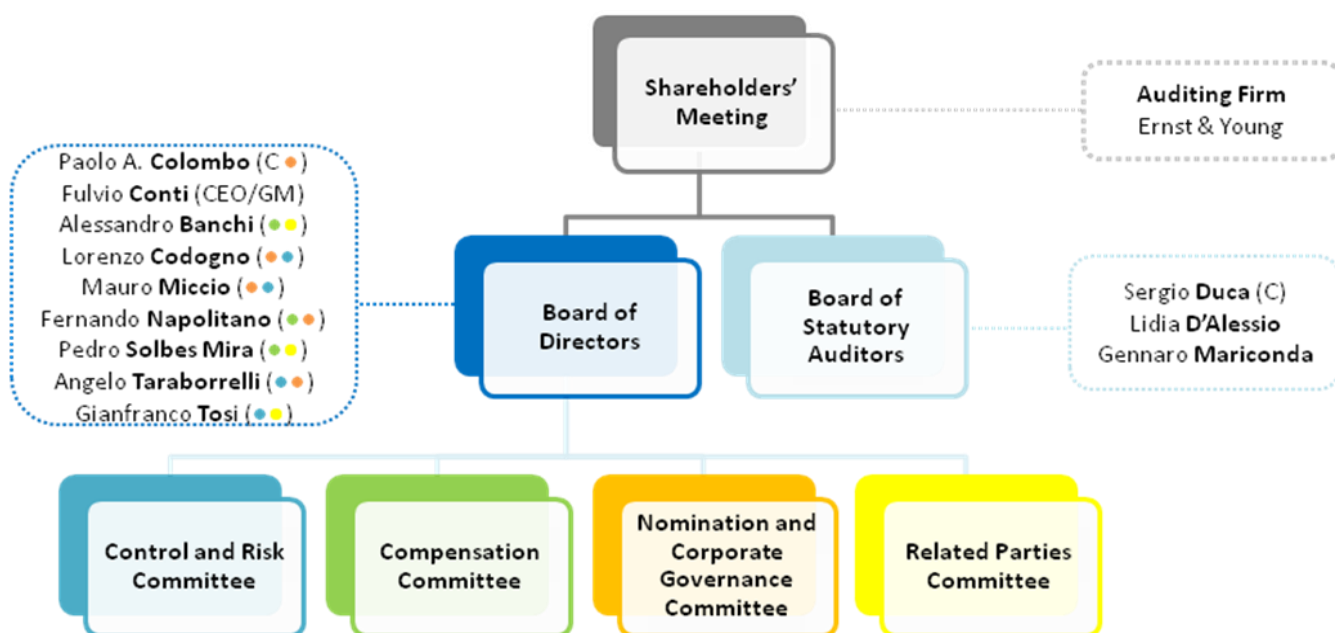 Shareholders'
Meeting
Auditing Firm
Ernst & Young
Paolo A. Colombo (C •)
Fulvio Conti (CEO/GM)
Alessandro Banchi (• •)
Lorenzo Codogno (• •)
Mauro Miccio (• •)
Fernando Napolitano (• •)
Pedro Solbes Mira (• •)
Angelo Taraborrelli (• •)
Gianfranco Tosi (• •)
Board of
Directors
Board of
Statutory
Auditors
Sergio Duca (C)
Lidia D'Alessio
Gennaro Mariconda
Control and Risk
Committee
Compensation
Committee
Nomination and
Corporate
Governance
Committee
Related Parties
Committee